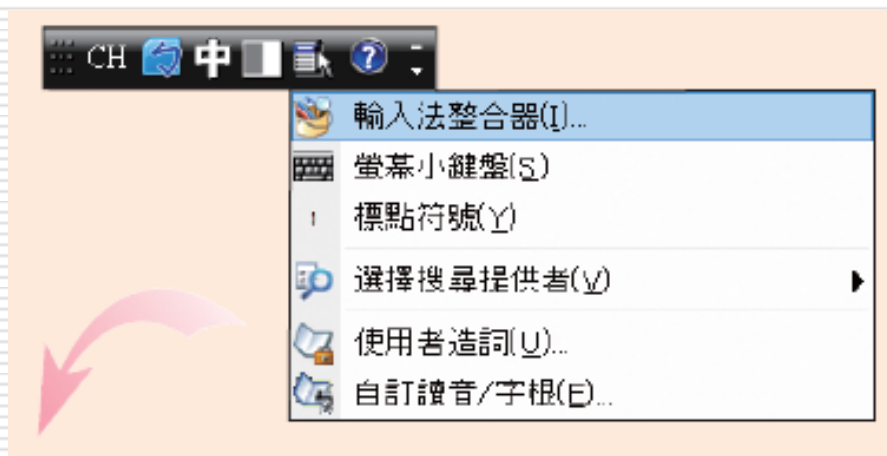 CH 中
輸入法整合器(I)...
螢幕小鍵盤(S)
標點符號(Y)
選擇搜尋提供者(V)
使用者造詞(U)...
自訂讀音/字根(E)...